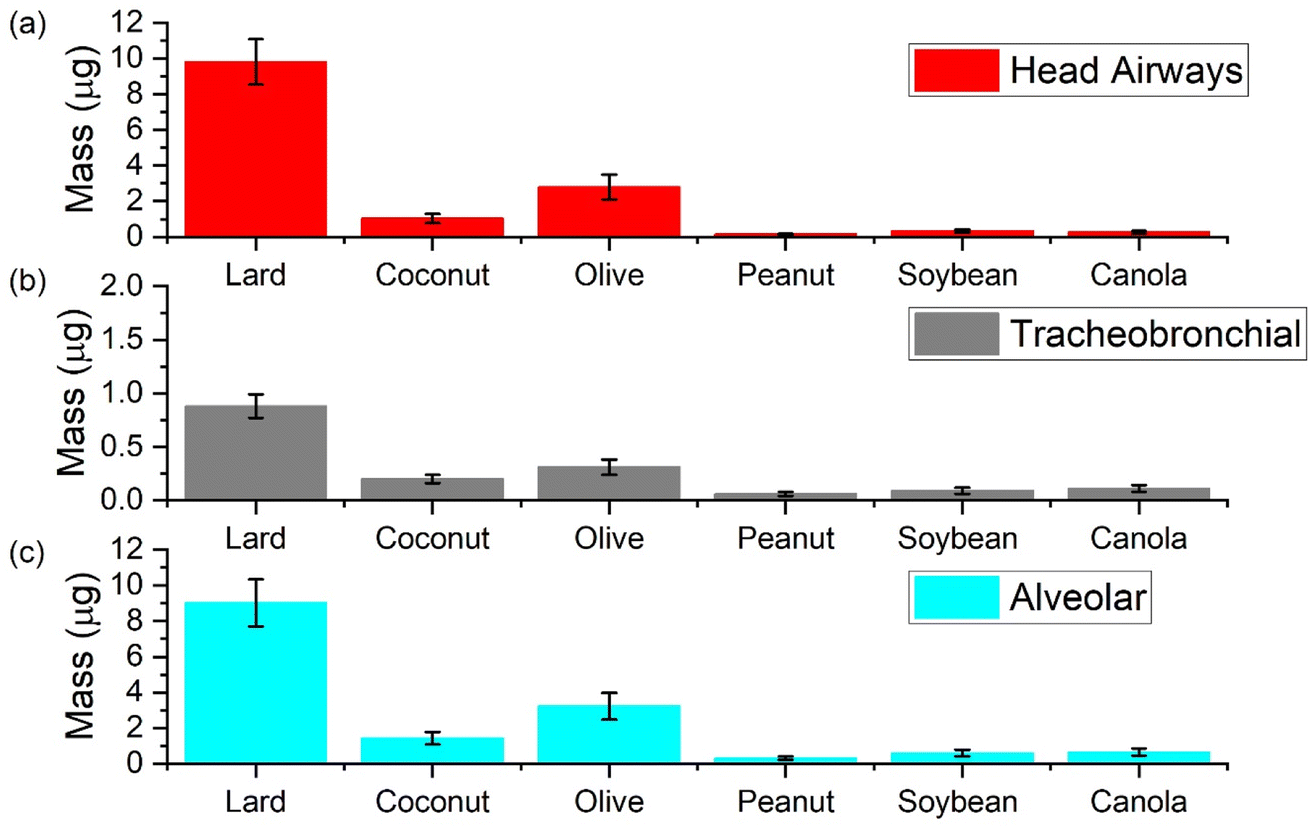 (a)
Mass (μg)
12
10
8
6
4
2
0
Head Airways
Lard Coconut Olive Peanut Soybean Canola
(b)
Mass (μg)
2.0
1.5
1.0
0.5
0.0
Tracheobronchial
Lard Coconut Olive Peanut Soybean Canola
(c)
Mass (μg)
12
10
8
6
4
2
0
Alveolar
Lard Coconut Olive Peanut Soybean Canola